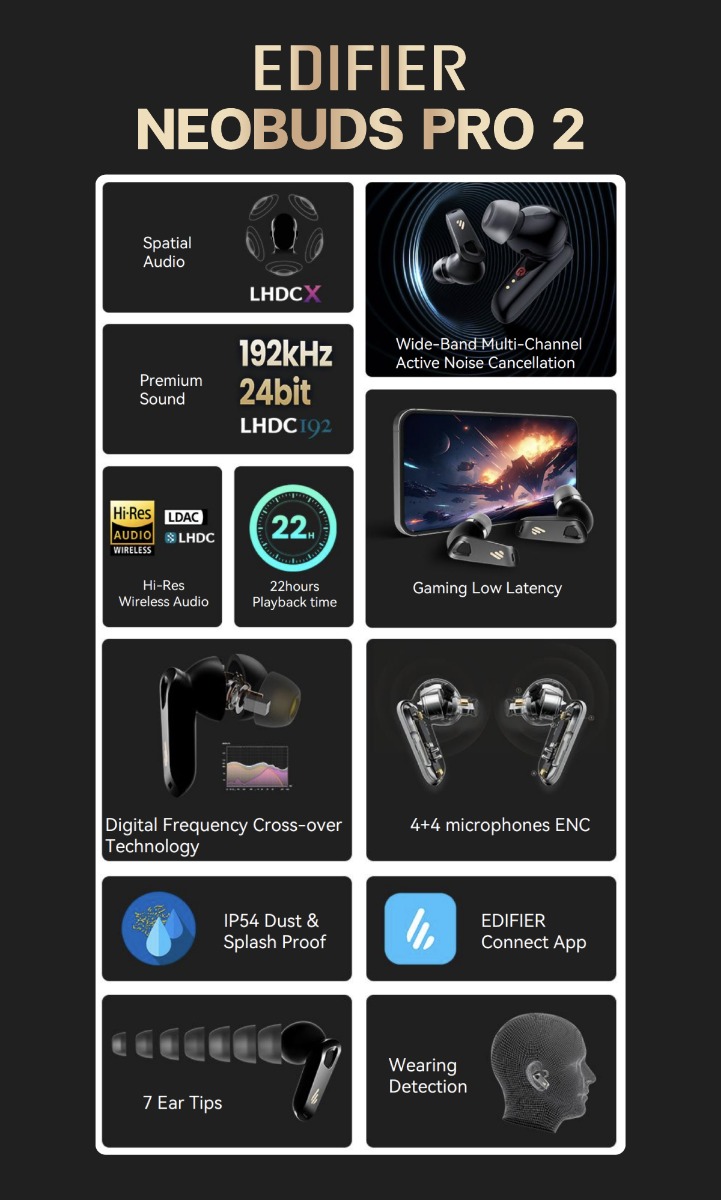 EDIFIER
NEOBUDS PRO 2
Spatial
Audio
LHDCX
Wide-Band Multi-Channel
Active Noise Cancellation
Premium
Sound
192kHz
24bit
LHDC192
Hi·Res
AUDIO
WIRELESS
LDAC
LHDC
Hi-Res
Wireless Audio
22H
22hours
Playback time
Gaming Low Latency
Digital Frequency Cross-over
Technology
4+4 microphones ENC
IP54 Dust &
Splash Proof
EDIFIER
Connect App
7 Ear Tips
Wearing
Detection